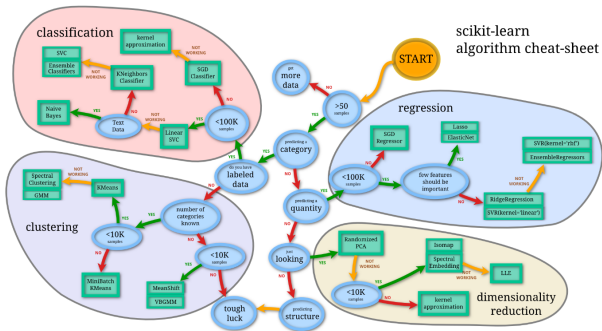 scikit-learn
algorithm cheat-sheet
classification
kernel
approximation
SVC
Ensemble
Classifiers
NOT
WORKING
KNeighbors
Classifier
NOT
WORKING
SGD
Classifier
NO
NO
Naive
Bayes
YES
Text
Data
NOT
WORKING
Linear
SVC
YES
<100K
samples
START
get
more
data
NO
>50
samples
YES
predicting a
category
YES
NO
do you have
labeled
data
YES
NO
regression
SGD
Regressor
NO
Lasso
ElasticNet
YES
SVR(kernel="rbf")
EnsembleRegressors
NOT
WORKING
<100K
samples
YES
few features
should be
important
NO
RidgeRegression
SVR(kernel="linear")
predicting a
quantity
YES
NO
clustering
Spectral
Clustering
GMM
NOT
WORKING
KMeans
YES
<10K
samples
YES
number of
categories
known
NO
NO
MiniBatch
KMeans
MeanShift
VBGMM
YES
<10K
samples
NO
tough
luck
just
looking
YES
NO
predicting
structure
dimensionality
reduction
Randomized
PCA
NOT
WORKING
<10K
samples
YES
NO
Isomap
Spectral
Embedding
NOT
WORKING
LLE
kernel
approximation